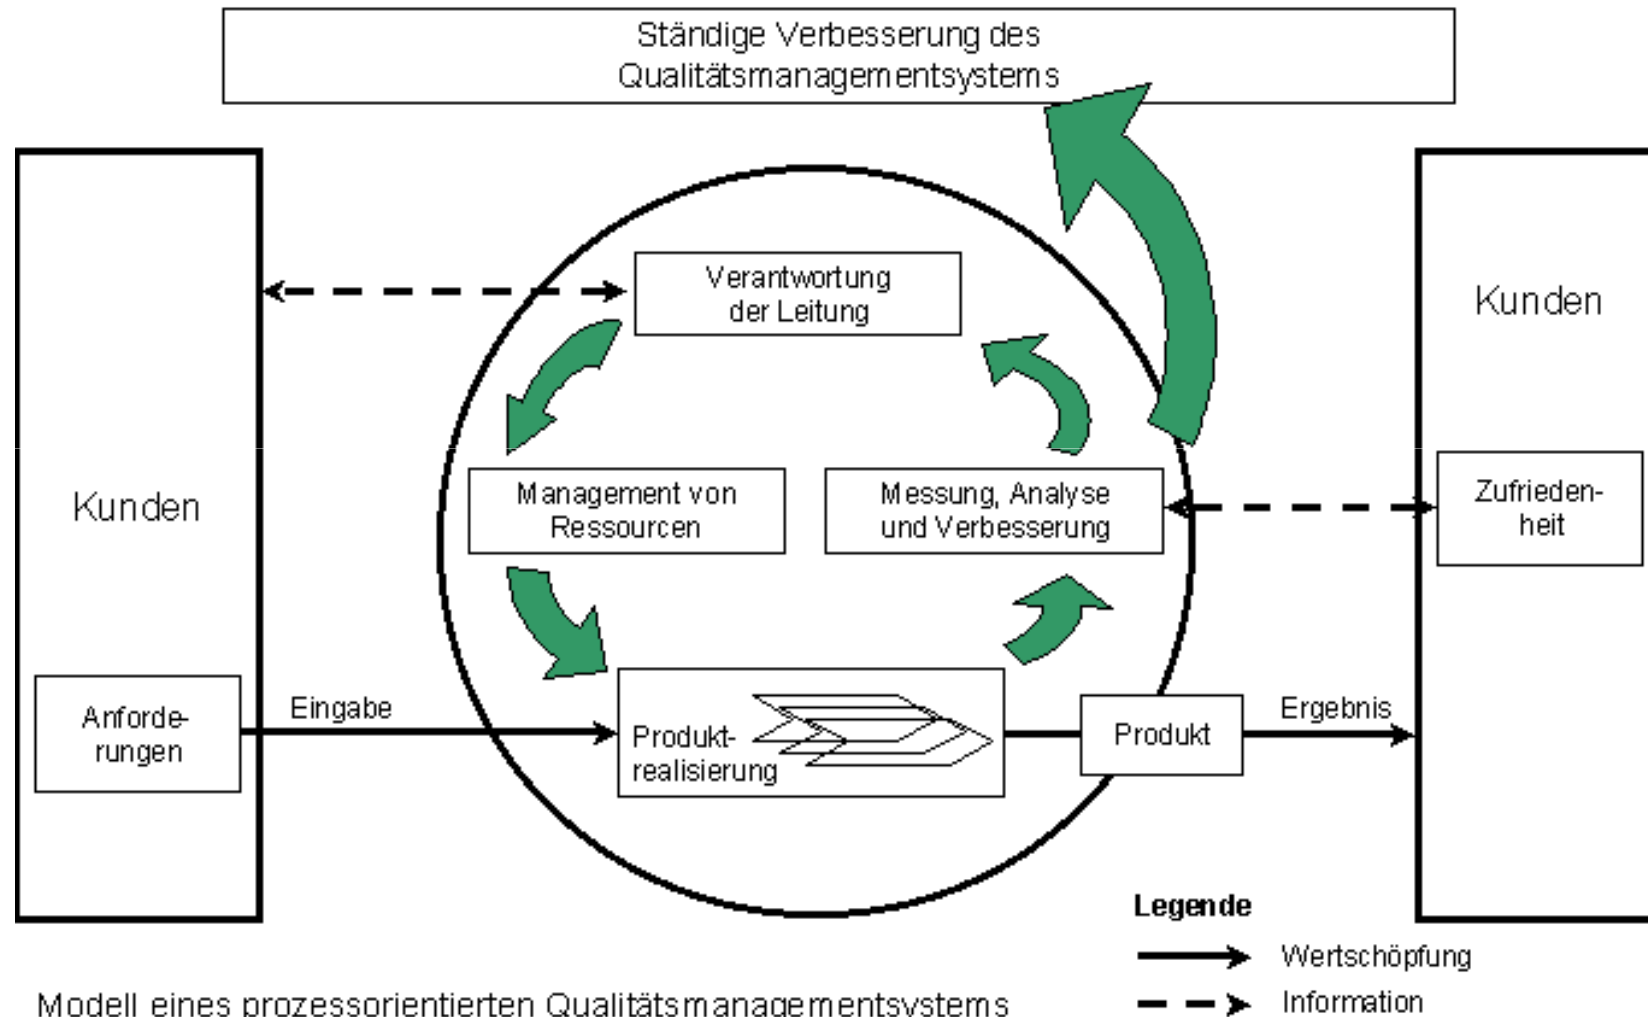 Ständige Verbesserung des
Qualitätsmanagementsystems
Verantwortung
der Leitung
Kunden
Kunden
Management von
Ressourcen
Messung, Analyse
und Verbesserung
Zufrieden-
heit
Anforde-
rungen
Eingabe
Produkt-
realisierung
Produkt
Ergebnis
Legende
Wertschöpfung
Information
Modell eines prozessorientierten Qualitätsmanagementsystems